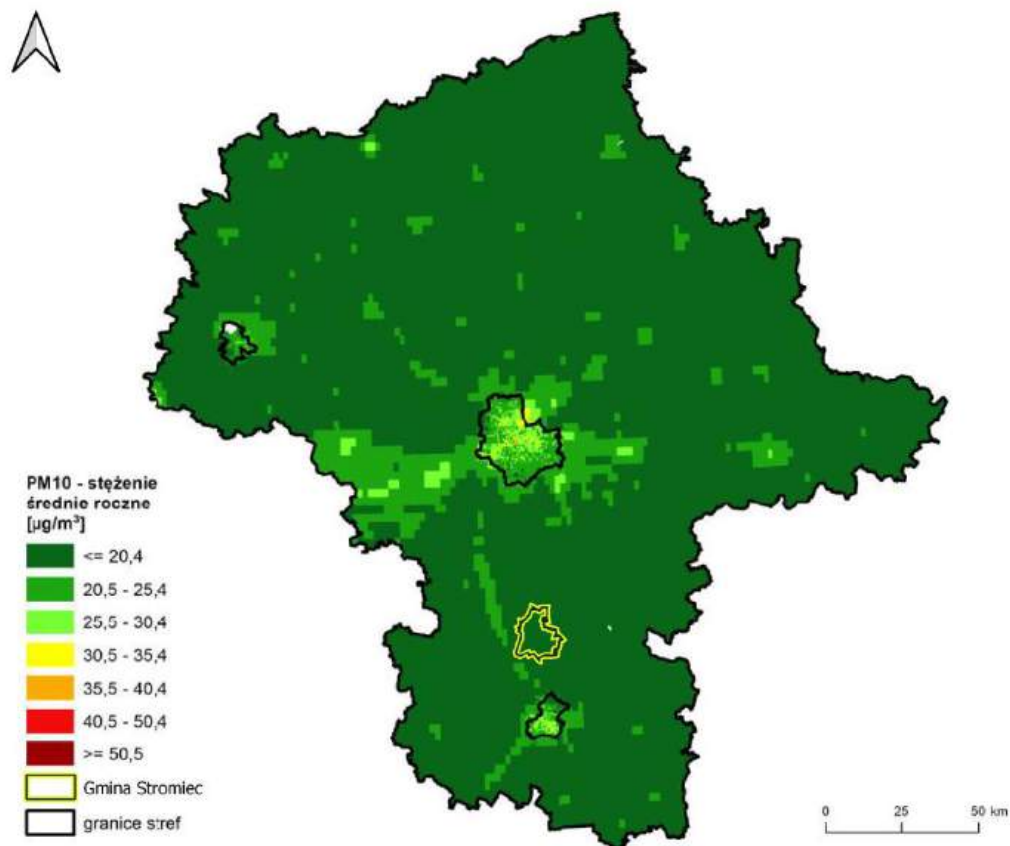 PM10 - stężenie
średnie roczne
[µg/m³]
<= 20,4
20,5 - 25,4
25,5 - 30,4
30,5 - 35,4
35,5 - 40,4
40,5 - 50,4
>= 50,5
Gmina Stromiec
granice stref
0 25 50 km